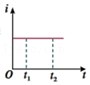 i
O t₁ t₂ t